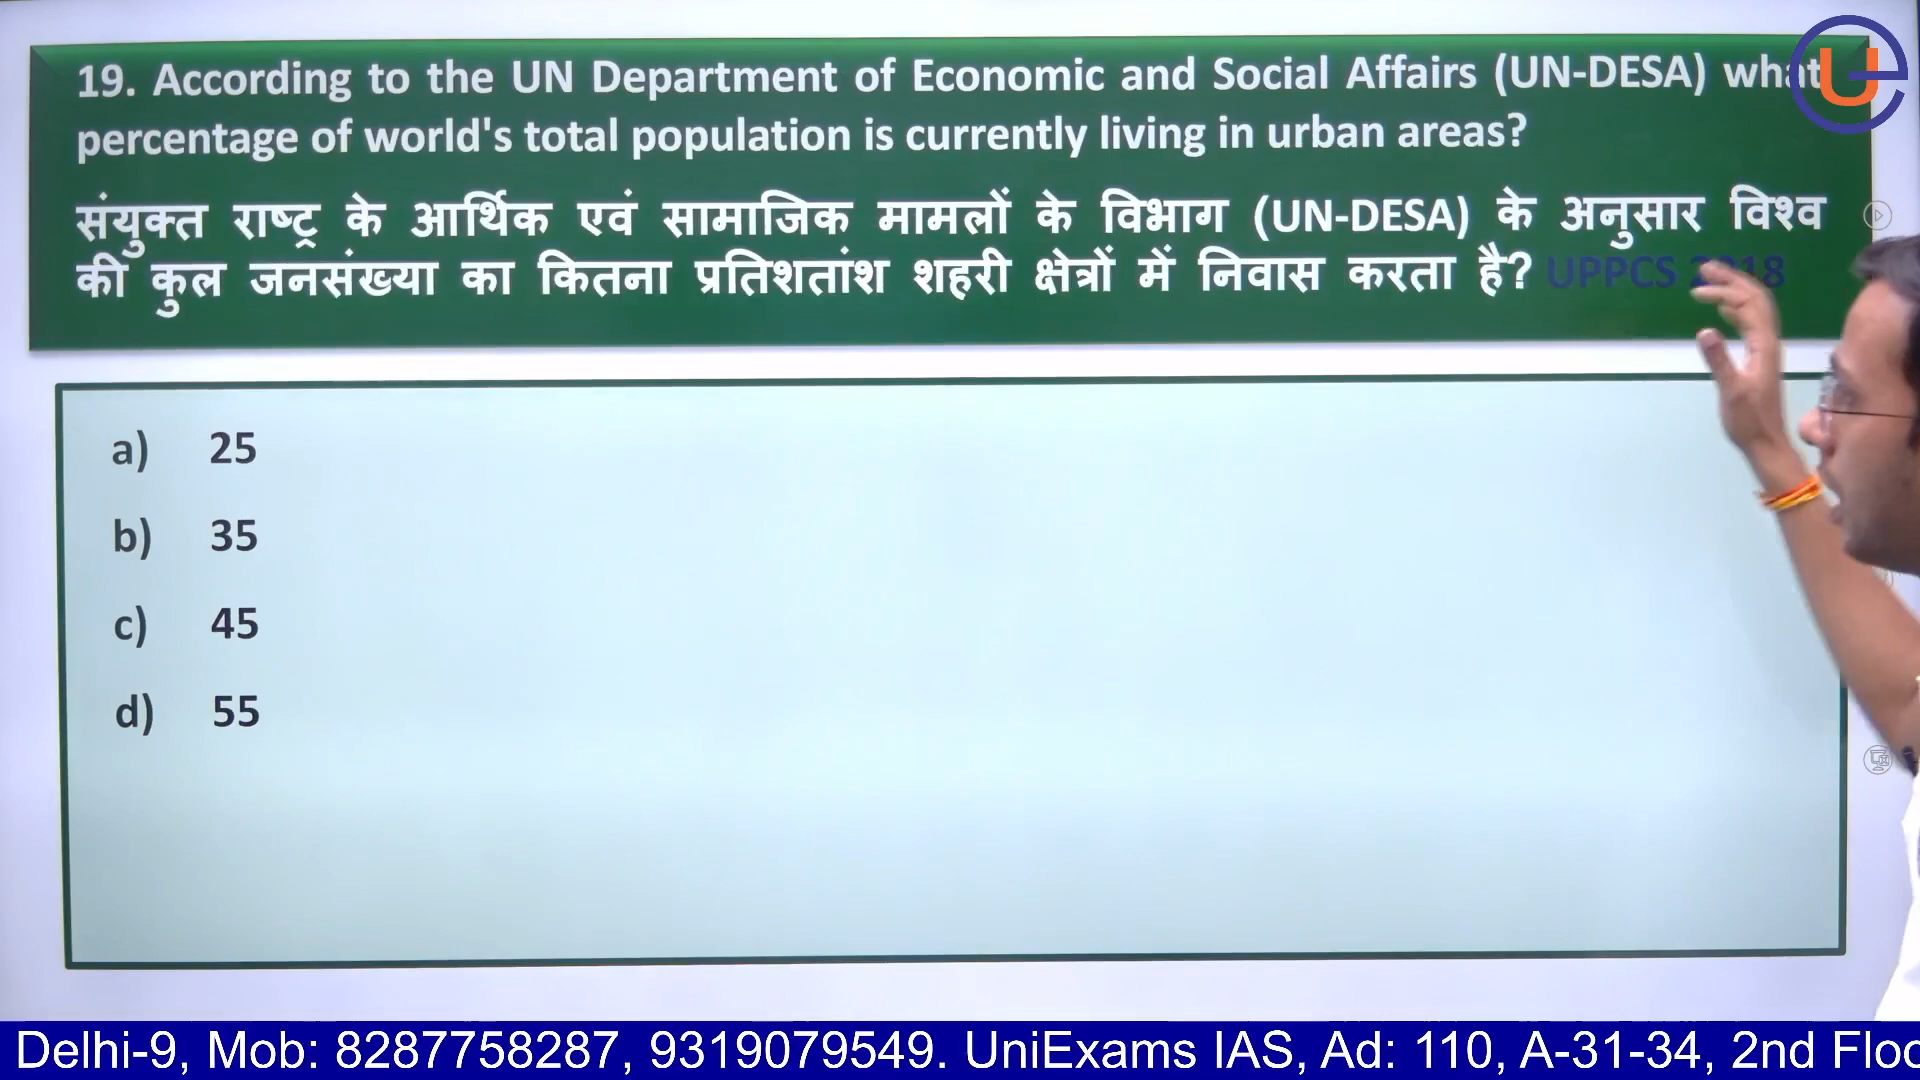 19. According to the UN Department of Economic and Social Affairs (UN-DESA) what
percentage of world's total population is currently living in urban areas?
संयुक्त राष्ट्र के आर्थिक एवं सामाजिक मामलों के विभाग (UN-DESA) के अनुसार विश्व
की कुल जनसंख्या का कितना प्रतिशतांश शहरी क्षेत्रों में निवास करता है? UPPCS 2018
a) 25
b) 35
c) 45
d) 55
Delhi-9, Mob: 8287758287, 9319079549. UniExams IAS, Ad: 110, A-31-34, 2nd Floo